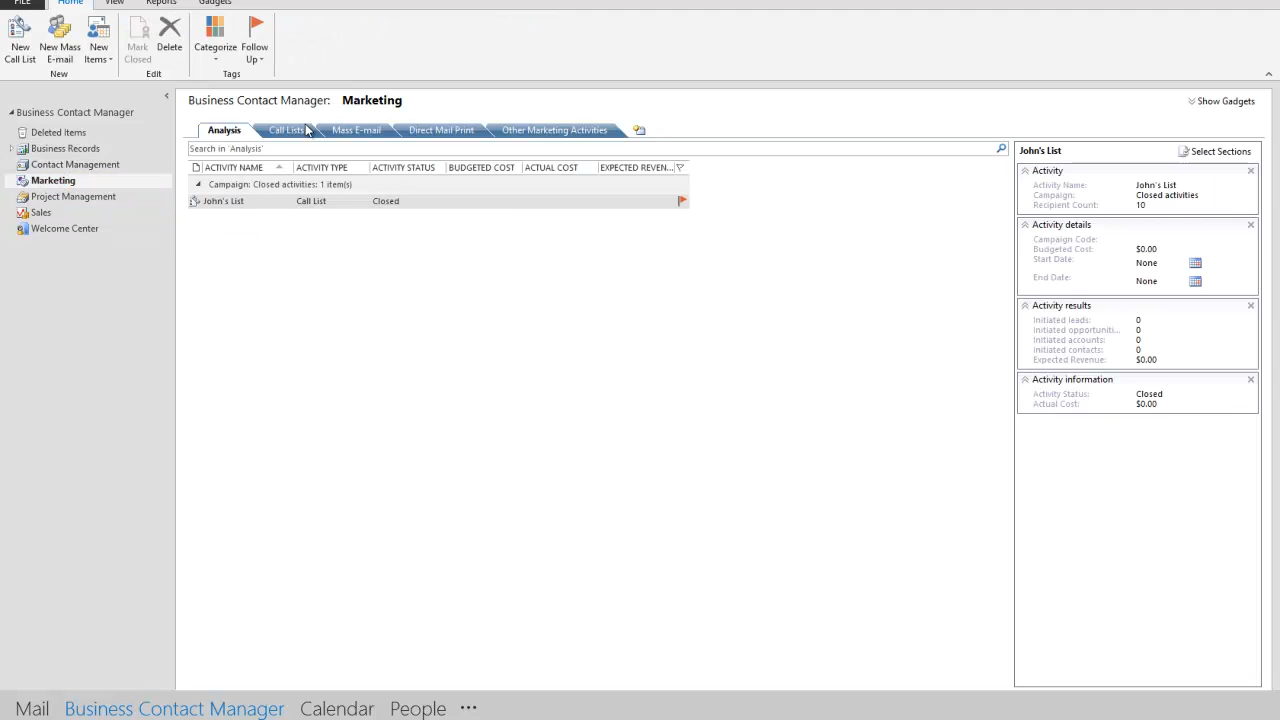 FILE Home View Reports Gadgets
New Call List
New Mass E-mail
New Items
Mark Closed
Delete
Categorize
Follow Up
New Edit Tags
Business Contact Manager
Deleted Items
Business Records
Contact Management
Marketing
Project Management
Sales
Welcome Center
Business Contact Manager: Marketing
Show Gadgets
Analysis Call Lists Mass E-mail Direct Mail Print Other Marketing Activities
Search in 'Analysis'
ACTIVITY NAME ACTIVITY TYPE ACTIVITY STATUS BUDGETED COST ACTUAL COST EXPECTED REVEN...
Campaign: Closed activities: 1 item(s)
John's List Call List Closed
John's List Select Sections
Activity
Activity Name: John's List
Campaign: Closed activities
Recipient Count: 10
Activity details
Campaign Code:
Budgeted Cost: $0.00
Start Date: None
End Date: None
Activity results
Initiated leads: 0
Initiated opportuniti... 0
Initiated accounts: 0
Initiated contacts: 0
Expected Revenue: $0.00
Activity information
Activity Status: Closed
Actual Cost: $0.00
Mail Business Contact Manager Calendar People •••